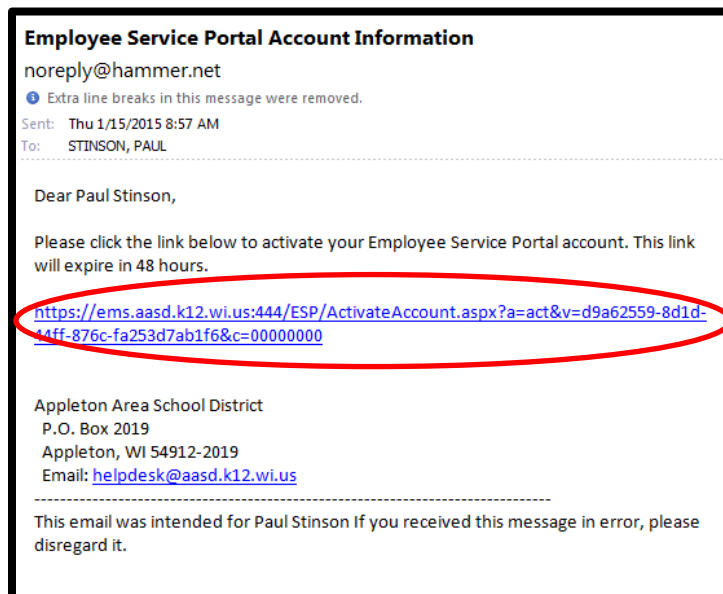 Employee Service Portal Account Information
noreply@hammer.net
Extra line breaks in this message were removed.
Sent: Thu 1/15/2015 8:57 AM
To: STINSON, PAUL
Dear Paul Stinson,
Please click the link below to activate your Employee Service Portal account. This link
will expire in 48 hours.
https://ems.aasd.k12.wi.us:444/ESP/ActivateAccount.aspx?a=act&v=d9a62559-8d1d-
44ff-876c-fa253d7ab1f6&c=00000000
Appleton Area School District
P.O. Box 2019
Appleton, WI 54912-2019
Email: helpdesk@aasd.k12.wi.us
--------------------------------------------------------------------------------
This email was intended for Paul Stinson If you received this message in error, please
disregard it.